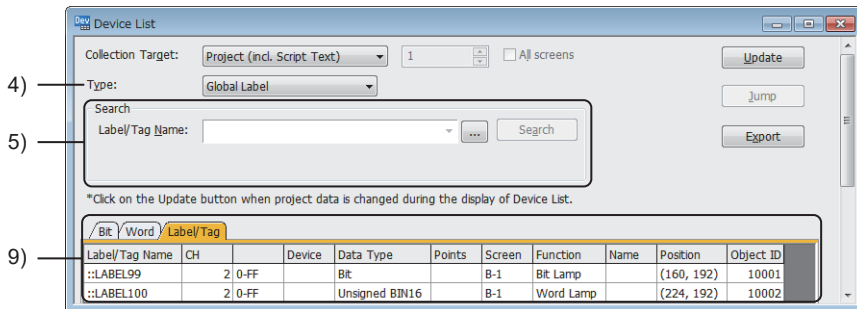 Dev Device List
Collection Target: Project (incl. Script Text) 1 All screens Update
4) Type: Global Label Jump
Search
5) Label/Tag Name: ... Search Export
*Click on the Update button when project data is changed during the display of Device List.
Bit Word Label/Tag
9) Label/Tag Name CH Device Data Type Points Screen Function Name Position Object ID
::LABEL99 2 0-FF Bit B-1 Bit Lamp (160, 192) 10001
::LABEL100 2 0-FF Unsigned BIN16 B-1 Word Lamp (224, 192) 10002